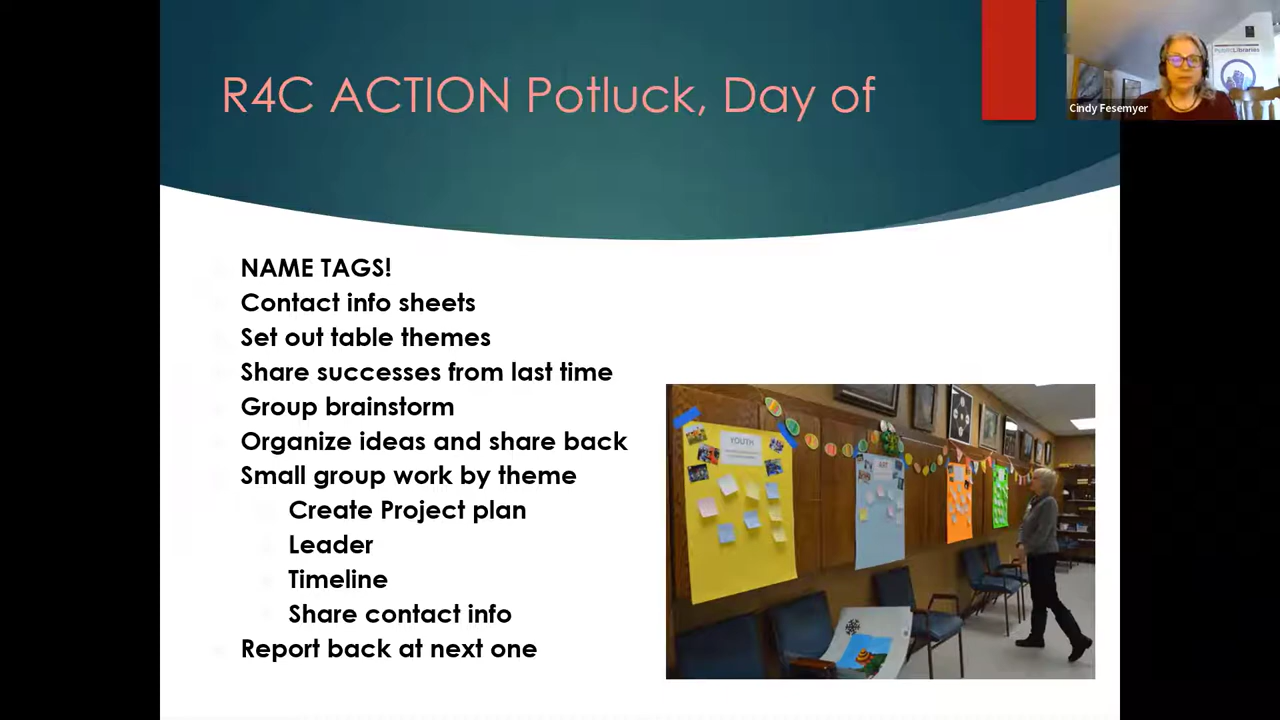 R4C ACTION Potluck, Day of
Cindy Fesemyer
NAME TAGS!
Contact info sheets
Set out table themes
Share successes from last time
Group brainstorm
Organize ideas and share back
Small group work by theme
Create Project plan
Leader
Timeline
Share contact info
Report back at next one
YOUTH
ART